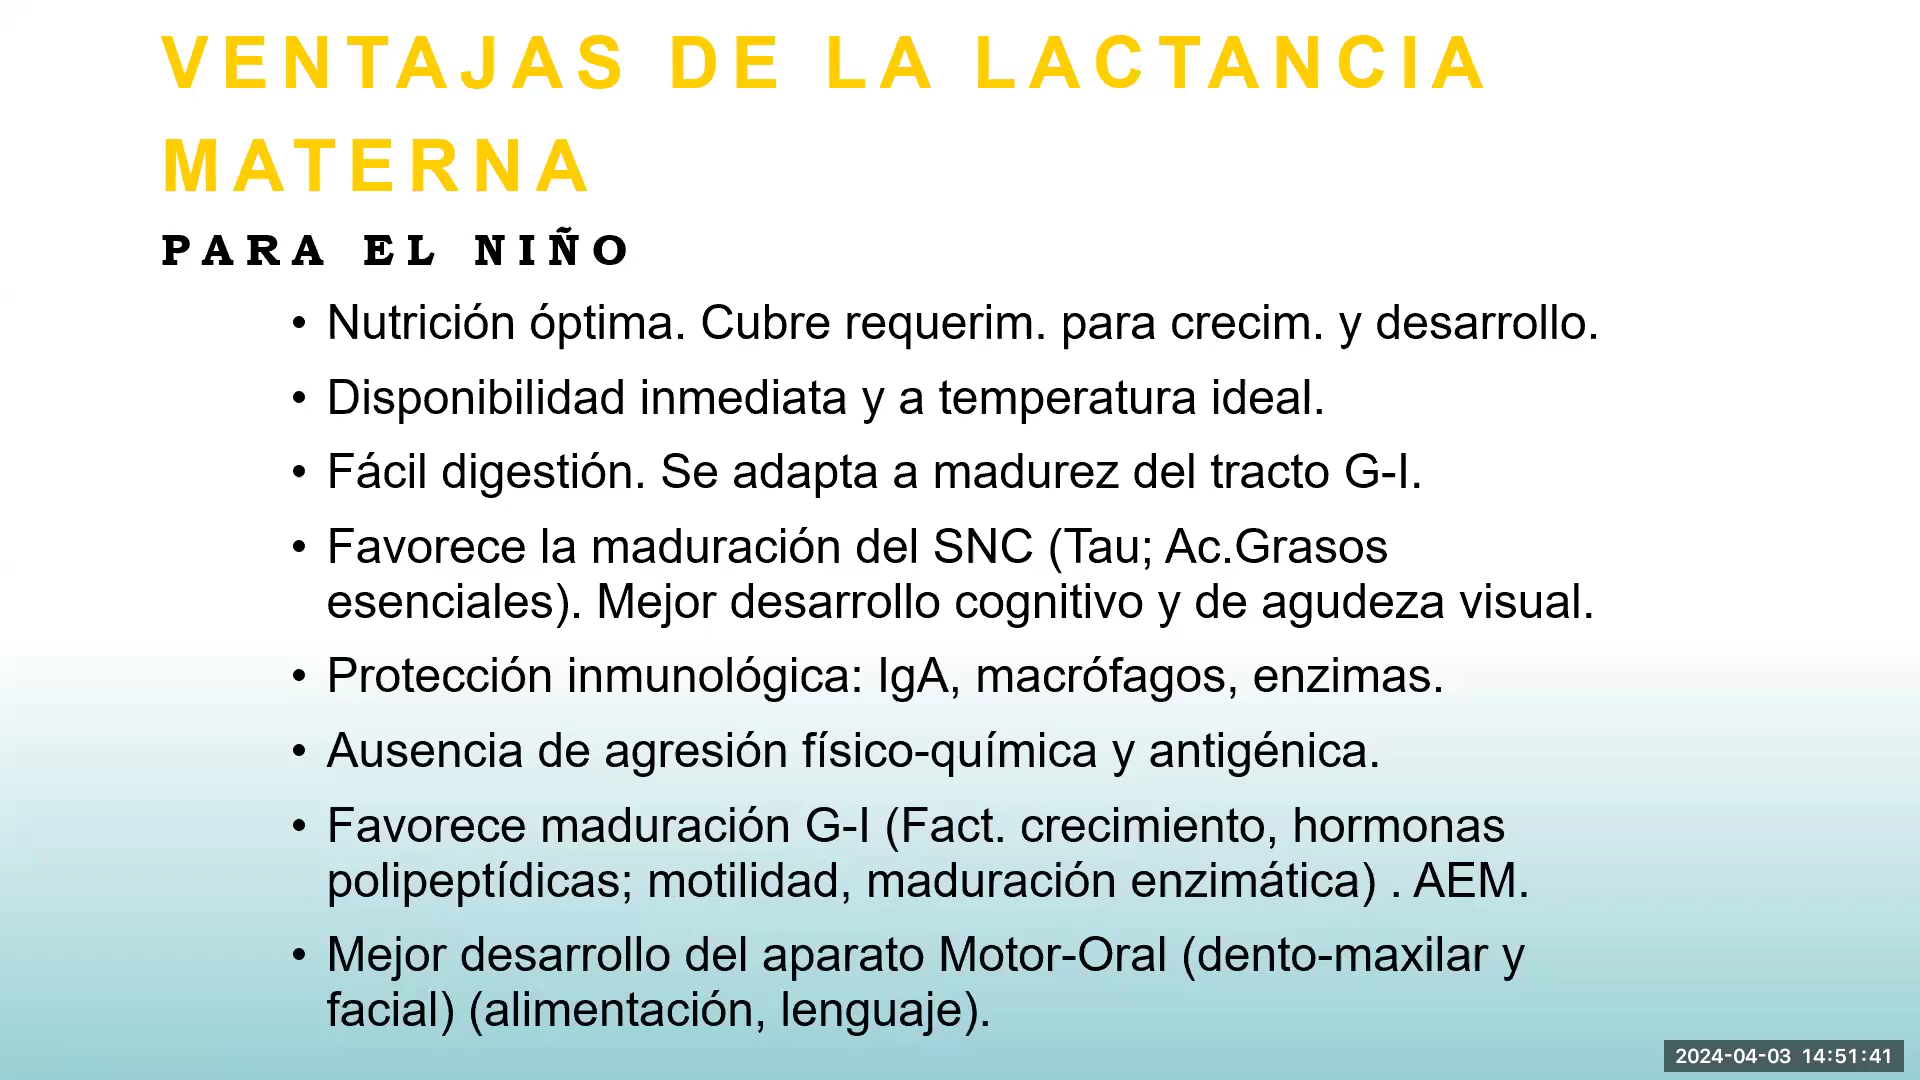 VENTAJAS DE LA LACTANCIA
MATERNA
PARA EL NIÑO
• Nutrición óptima. Cubre requerim. para crecim. y desarrollo.
• Disponibilidad inmediata y a temperatura ideal.
• Fácil digestión. Se adapta a madurez del tracto G-I.
• Favorece la maduración del SNC (Tau; Ac.Grasos
esenciales). Mejor desarrollo cognitivo y de agudeza visual.
• Protección inmunológica: IgA, macrófagos, enzimas.
• Ausencia de agresión físico-química y antigénica.
• Favorece maduración G-I (Fact. crecimiento, hormonas
polipeptídicas; motilidad, maduración enzimática) . AEM.
• Mejor desarrollo del aparato Motor-Oral (dento-maxilar y
facial) (alimentación, lenguaje).
2024-04-03 14:51:41